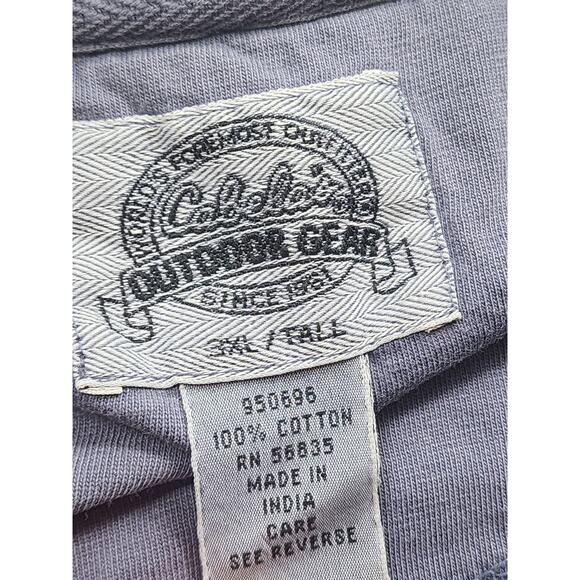 WORLD'S FOREMOST OUTFITTER
Cabela's
OUTDOOR GEAR
SINCE 1961
3XL / TALL
950696
100% COTTON
RN 56835
MADE IN
INDIA
CARE
SEE REVERSE